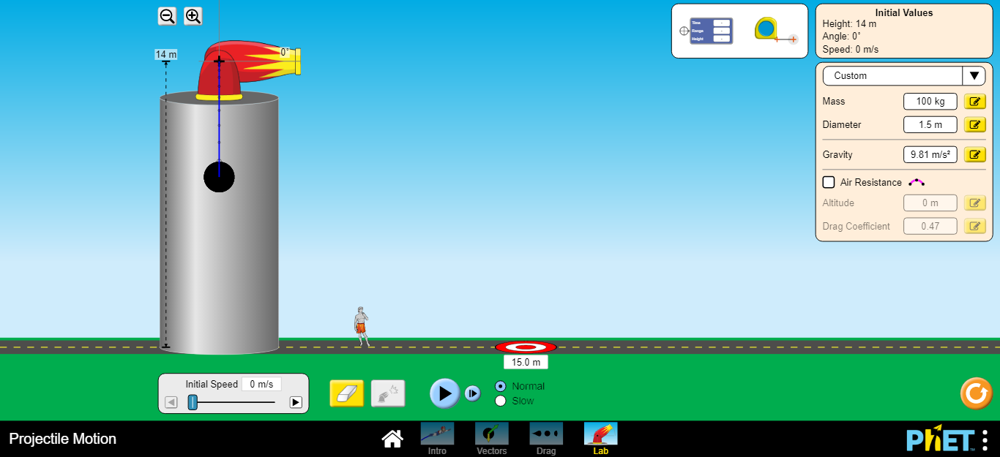 14 m
0°
Time -
Range -
Height -
Initial Values
Height: 14 m
Angle: 0°
Speed: 0 m/s
Custom
Mass 100 kg
Diameter 1.5 m
Gravity 9.81 m/s²
Air Resistance
Altitude 0 m
Drag Coefficient 0.47
15.0 m
Initial Speed 0 m/s
Normal
Slow
Projectile Motion
Intro
Vectors
Drag
Lab
PhET